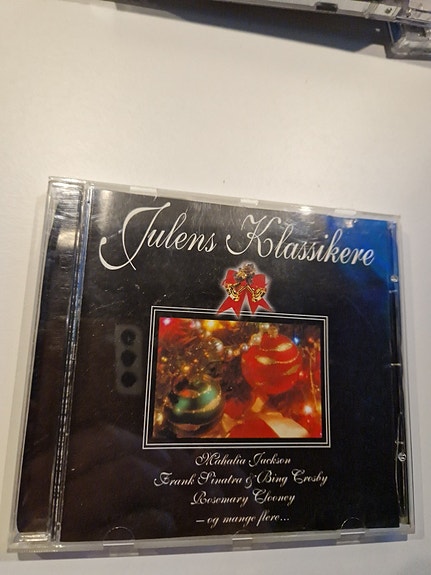 Julens Klassikere
Mahalia Jackson
Frank Sinatra & Bing Crosby
Rosemary Clooney
– og mange flere...